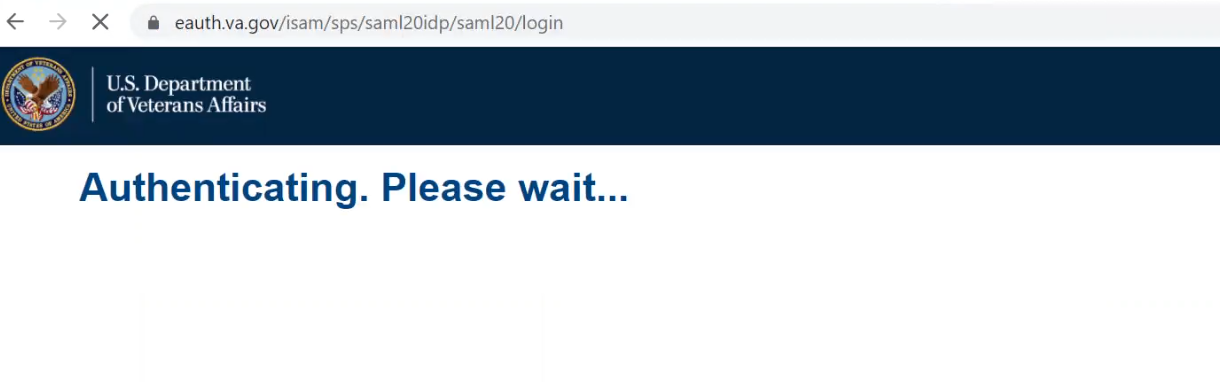 eauth.va.gov/isam/sps/saml20idp/saml20/login
U.S. Department
of Veterans Affairs
Authenticating. Please wait...